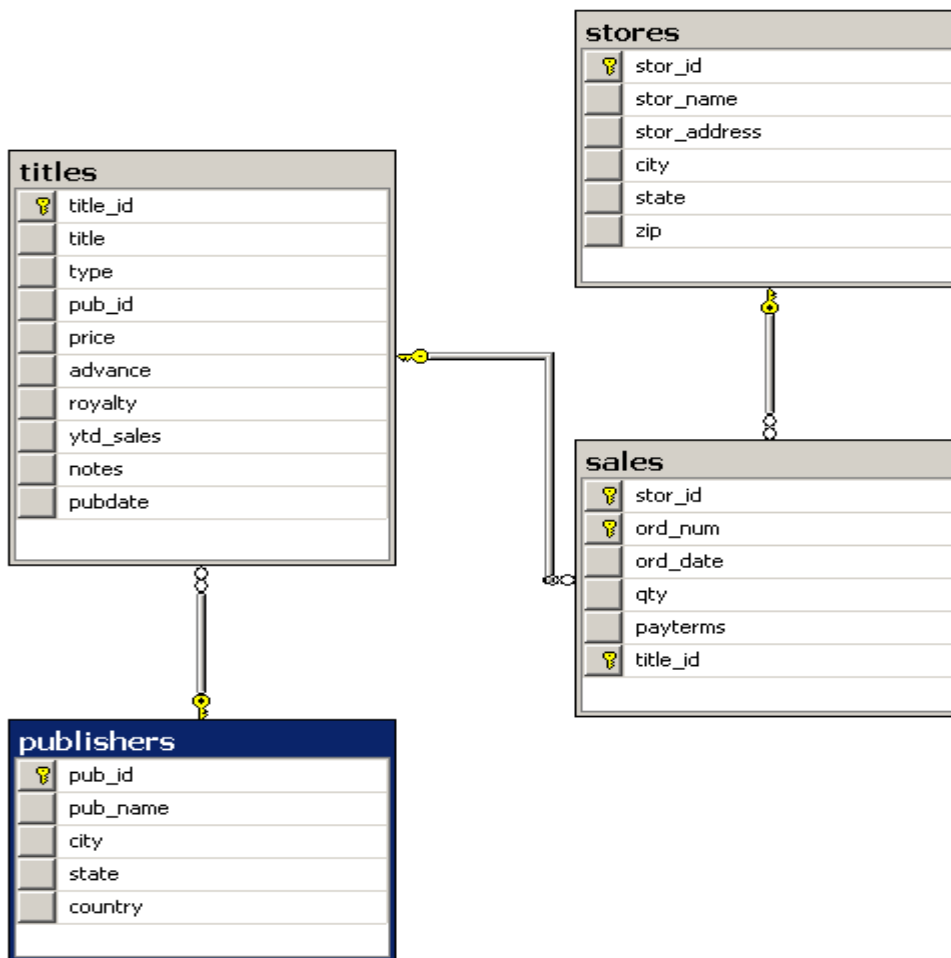 stores
stor_id
stor_name
stor_address
city
state
zip
titles
title_id
title
type
pub_id
price
advance
royalty
ytd_sales
notes
pubdate
sales
stor_id
ord_num
ord_date
qty
payterms
title_id
publishers
pub_id
pub_name
city
state
country